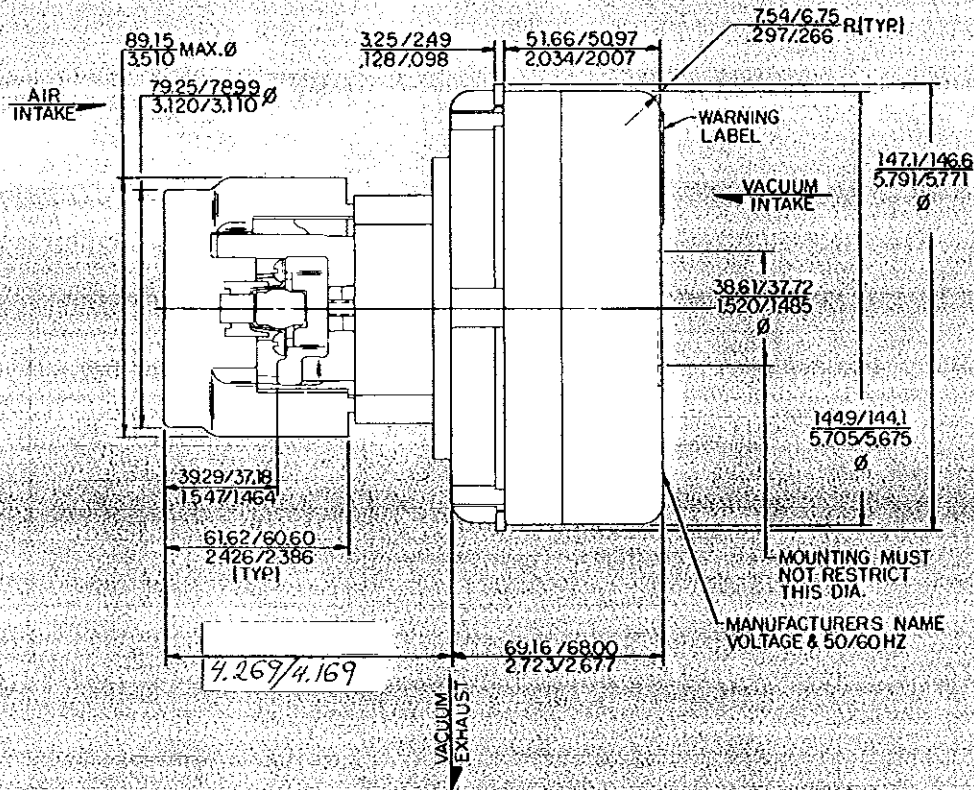 89.15
3.510 MAX.Ø
3.25/2.49
.128/.098
51.66/50.97
2.034/2.007
7.54/6.75
.297/.266 R(TYP.)
AIR
INTAKE
79.25/78.99
3.120/3.110 Ø
WARNING
LABEL
147.1/146.6
5.791/5.771
Ø
VACUUM
INTAKE
38.61/37.72
1.520/1.485
Ø
144.9/144.1
5.705/5.675
Ø
39.29/37.18
1.547/1.464
61.62/60.60
2.426/2.386
(TYP.)
MOUNTING MUST
NOT RESTRICT
THIS DIA.
MANUFACTURERS NAME
VOLTAGE & 50/60 HZ
4.269/4.169
69.16/68.00
2.723/2.677
VACUUM
EXHAUST